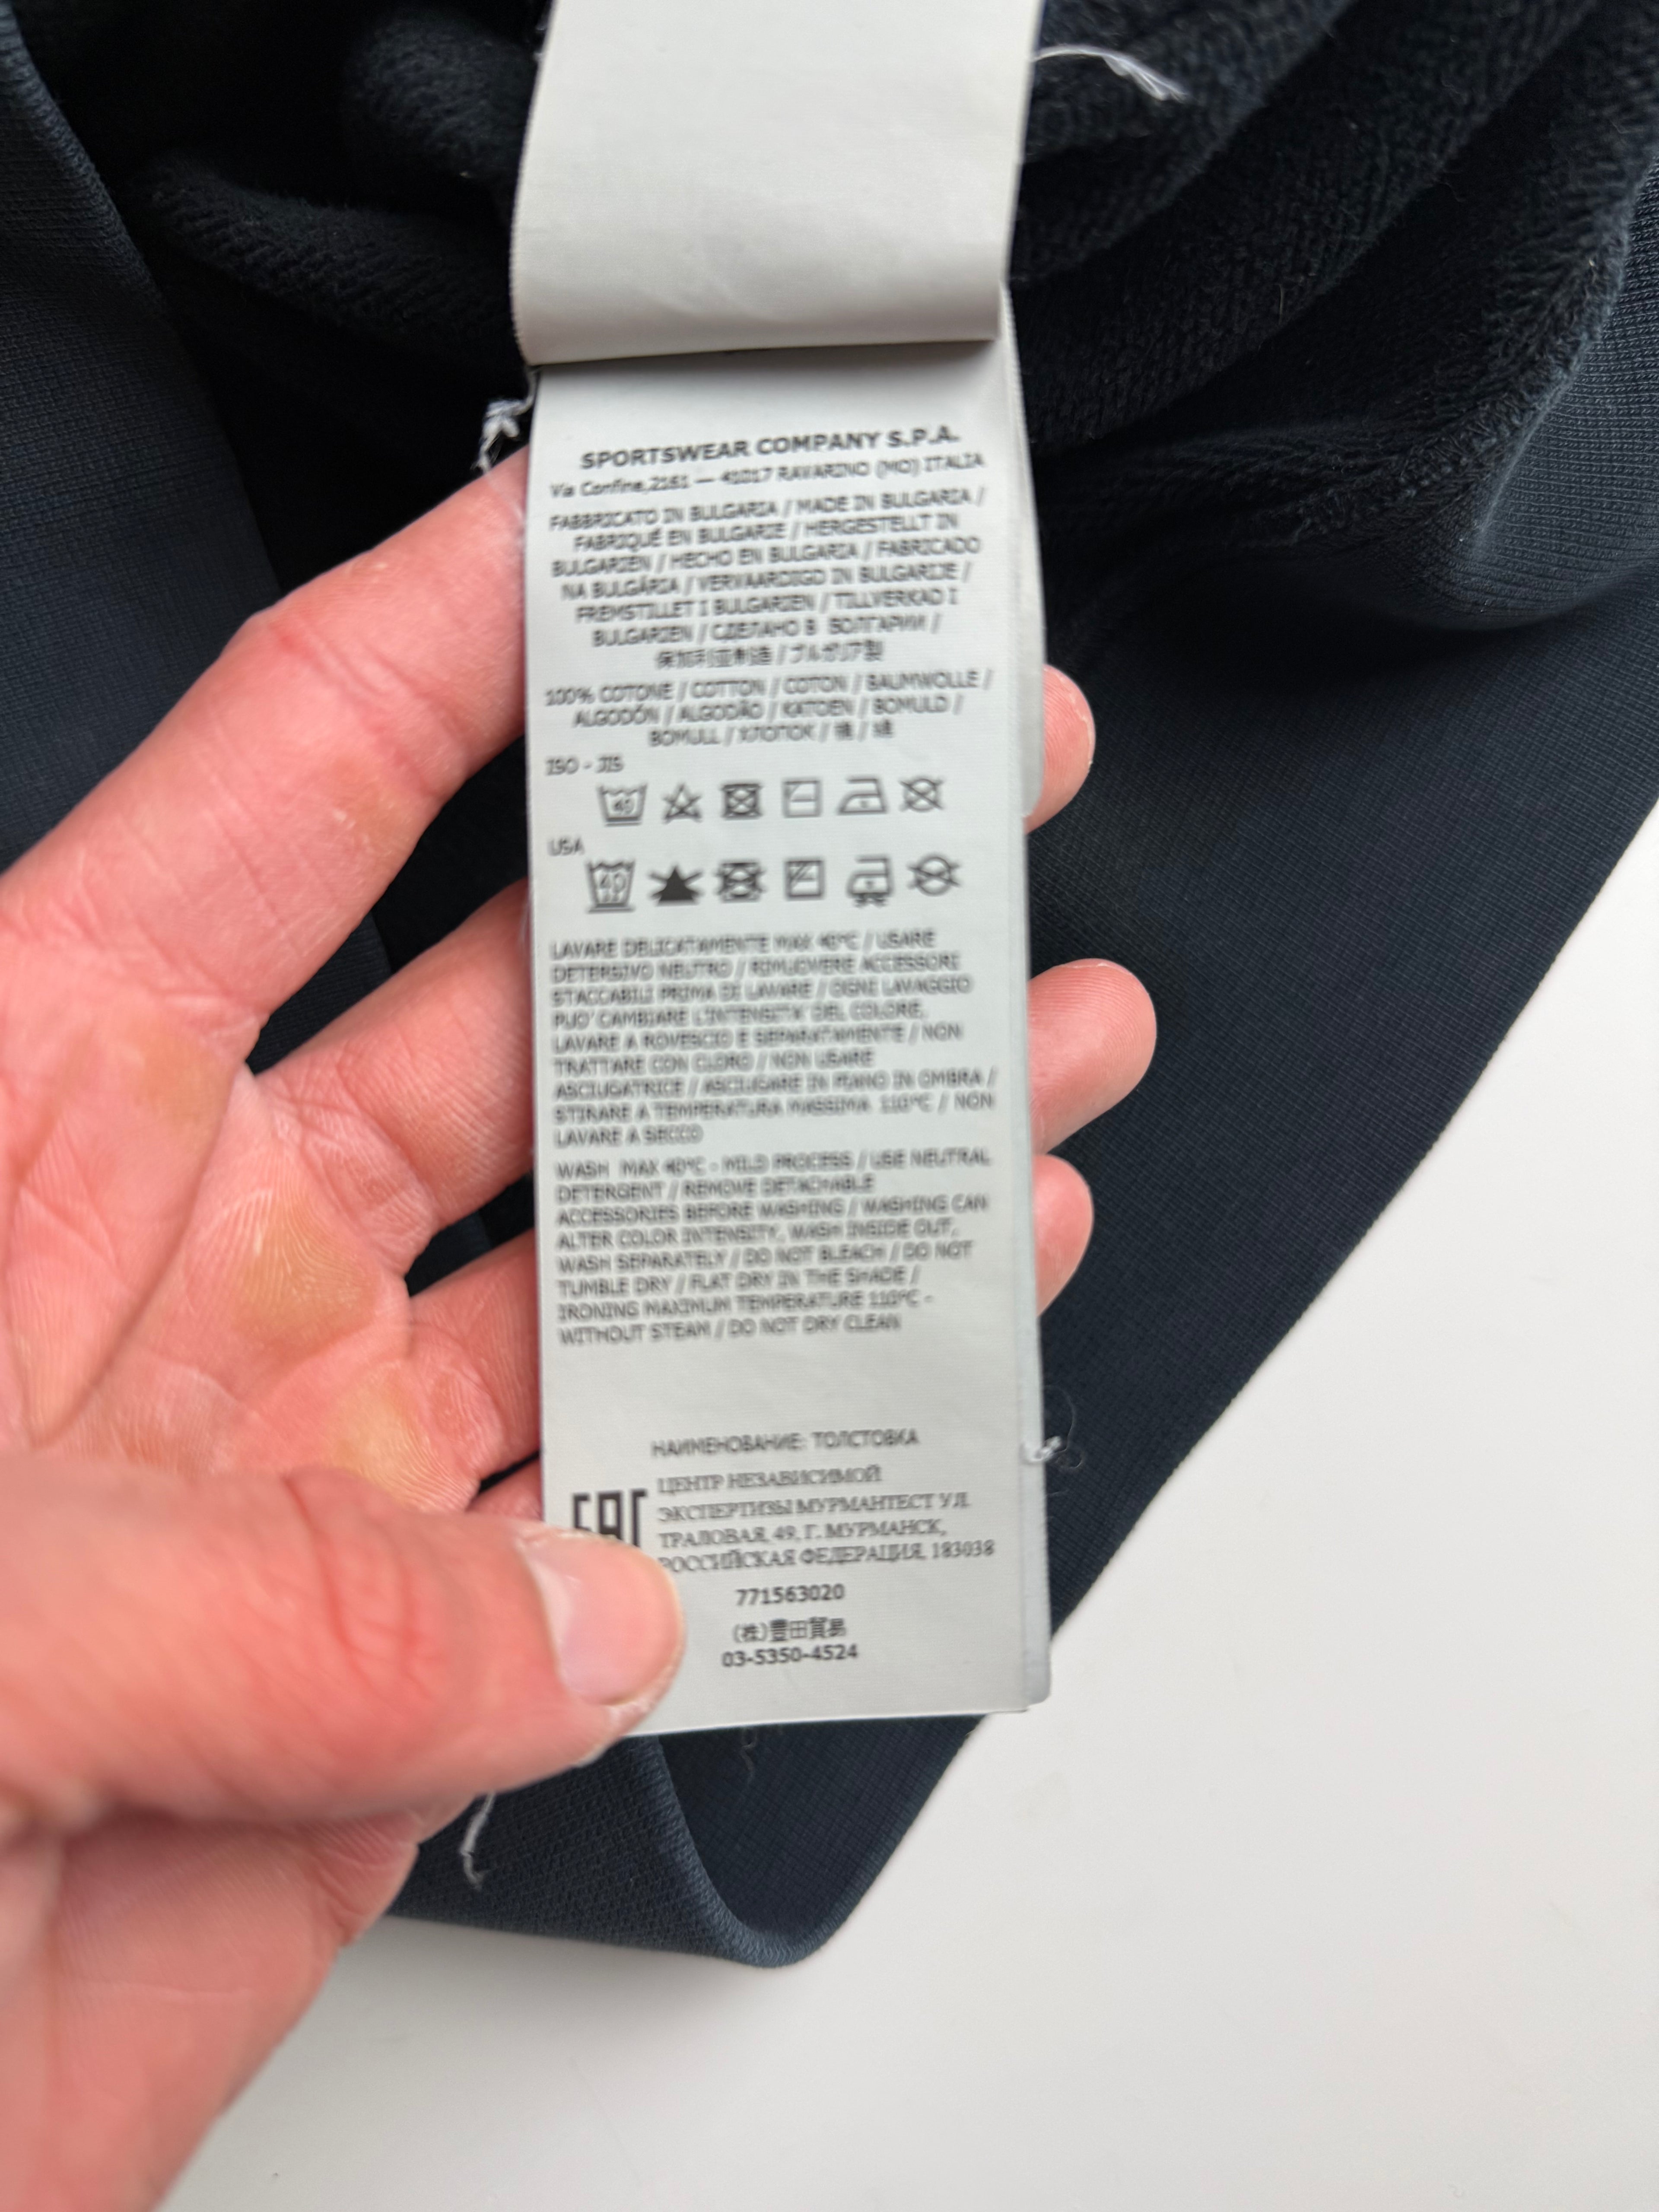 SPORTSWEAR COMPANY S.P.A.
Via Confine,2161 — 41017 RAVARINO (MO) ITALIA
FABBRICATO IN BULGARIA / MADE IN BULGARIA /
FABRIQUÉ EN BULGARIE / HERGESTELLT IN
BULGARIEN / HECHO EN BULGARIA / FABRICADO
NA BULGÁRIA / VERVAARDIGD IN BULGARIJE /
FREMSTILLET I BULGARIEN / TILLVERKAD I
BULGARIEN / СДЕЛАНО В БОЛГАРИИ /
保加利亚制造 / ブルガリア製
100% COTONE / COTTON / COTON / BAUMWOLLE /
ALGODÓN / ALGODÃO / KATOEN / BOMULD /
BOMULL / ХЛОПОК / 棉 / 綿
ISO - JIS
40
USA
40
LAVARE DELICATAMENTE MAX 40°C / USARE
DETERSIVO NEUTRO / RIMUOVERE ACCESSORI
STACCABILI PRIMA DI LAVARE / OGNI LAVAGGIO
PUO' CAMBIARE L'INTENSITY' DEL COLORE,
LAVARE A ROVESCIO E SEPARATAMENTE / NON
TRATTARE CON CLORO / NON USARE
ASCIUGATRICE / ASCIUGARE IN PIANO IN OMBRA /
STIRARE A TEMPERATURA MASSIMA 110°C / NON
LAVARE A SECCO
WASH MAX 40°C - MILD PROCESS / USE NEUTRAL
DETERGENT / REMOVE DETACHABLE
ACCESSORIES BEFORE WASHING / WASHING CAN
ALTER COLOR INTENSITY, WASH INSIDE OUT,
WASH SEPARATELY / DO NOT BLEACH / DO NOT
TUMBLE DRY / FLAT DRY IN THE SHADE /
IRONING MAXIMUM TEMPERATURE 110°C -
WITHOUT STEAM / DO NOT DRY CLEAN
НАИМЕНОВАНИЕ: ТОЛСТОВКА
EAC
ЦЕНТР НЕЗАВИСИМОЙ
ЭКСПЕРТИЗЫ МУРМАНТЕСТ УЛ.
ТРАЛОВАЯ, 49, Г. МУРМАНСК,
РОССИЙСКАЯ ФЕДЕРАЦИЯ, 183038
771563020
(株)豊田貿易
03-5350-4524